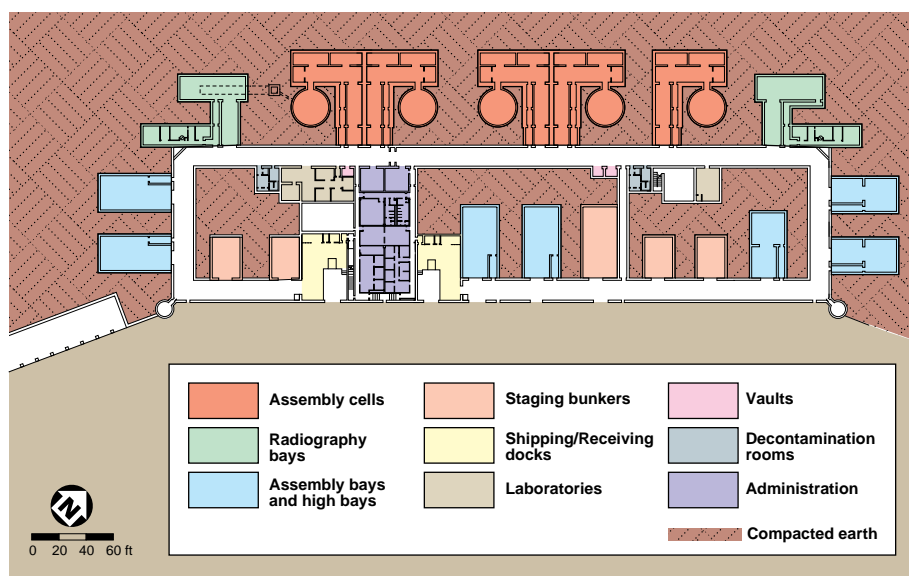 Assembly cells
Staging bunkers
Vaults
Radiography
bays
Shipping/Receiving
docks
Decontamination
rooms
Assembly bays
and high bays
Laboratories
Administration
Compacted earth
N
0 20 40 60 ft